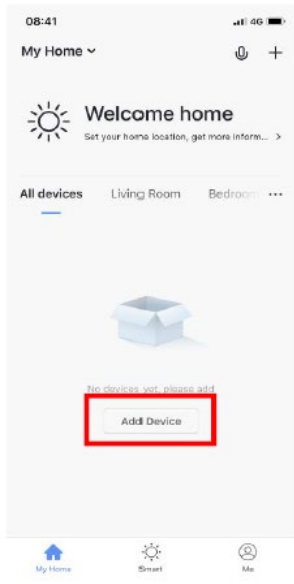 08:41 4G
My Home
Welcome home
Set your home location, get more inform... >
All devices Living Room Bedroom ...
No devices yet, please add
Add Device
My Home Smart Me